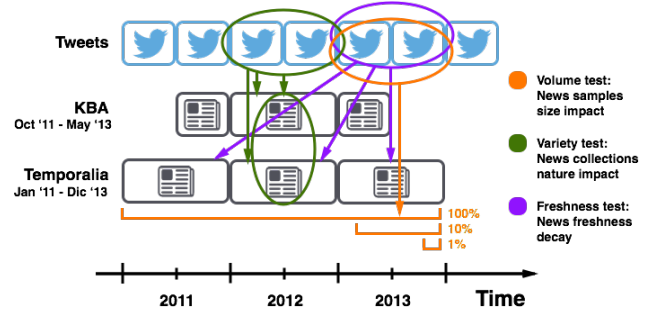 Tweets
KBA
Oct '11 - May '13
Temporalia
Jan '11 - Dic '13
Volume test:
News samples
size impact
Variety test:
News collections
nature impact
Freshness test:
News freshness
decay
100%
10%
1%
2011
2012
2013
Time